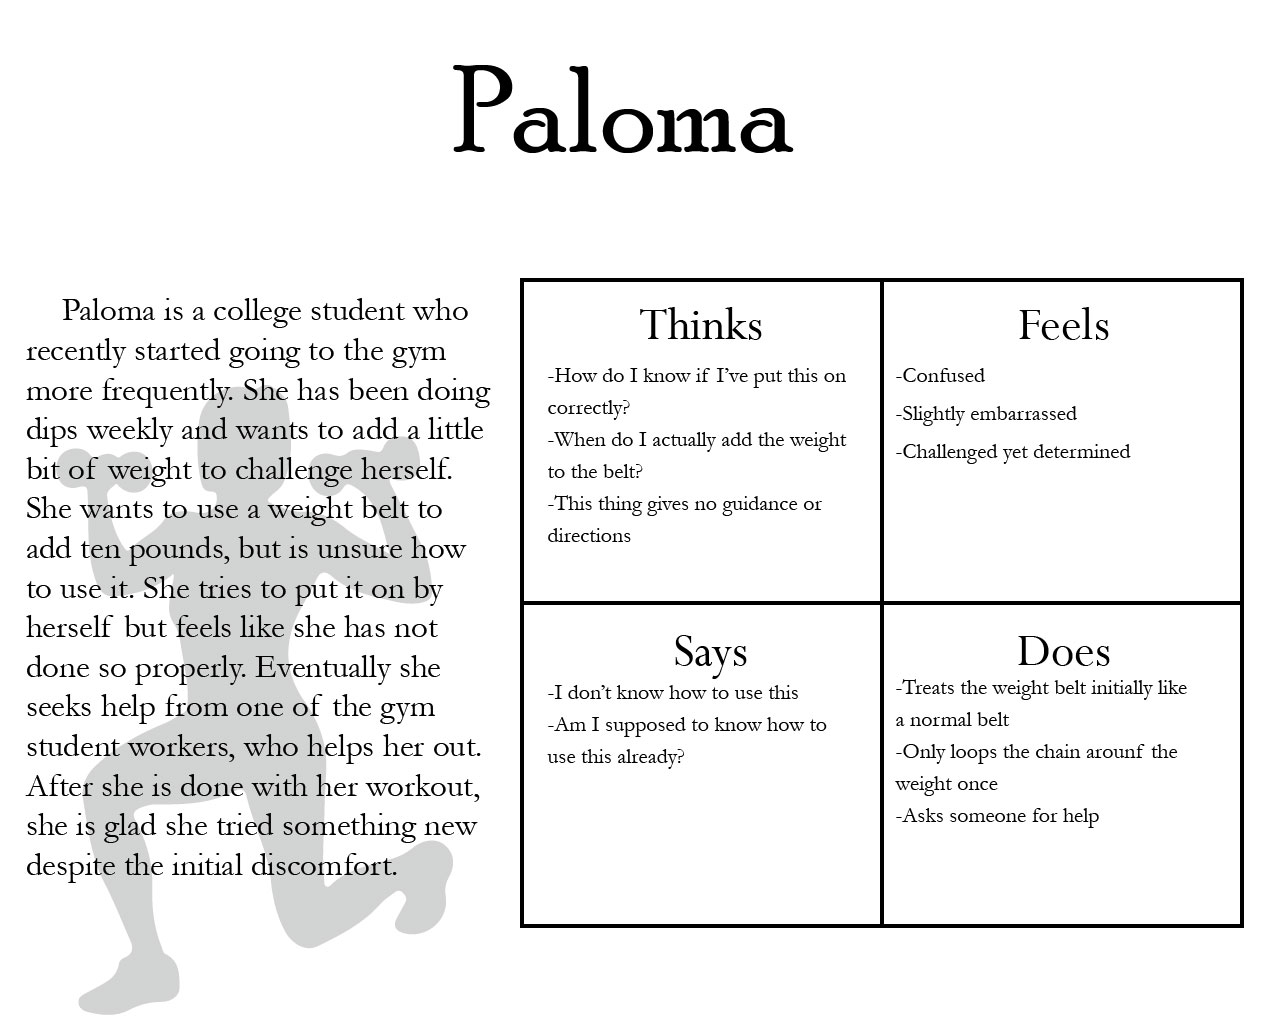 Paloma
Paloma is a college student who
recently started going to the gym
more frequently. She has been doing
dips weekly and wants to add a little
bit of weight to challenge herself.
She wants to use a weight belt to
add ten pounds, but is unsure how
to use it. She tries to put it on by
herself but feels like she has not
done so properly. Eventually she
seeks help from one of the gym
student workers, who helps her out.
After she is done with her workout,
she is glad she tried something new
despite the initial discomfort.
Thinks
-How do I know if I've put this on
correctly?
-When do I actually add the weight
to the belt?
-This thing gives no guidance or
directions
Feels
-Confused
-Slightly embarrassed
-Challenged yet determined
Says
-I don't know how to use this
-Am I supposed to know how to
use this already?
Does
-Treats the weight belt initially like
a normal belt
-Only loops the chain arounf the
weight once
-Asks someone for help